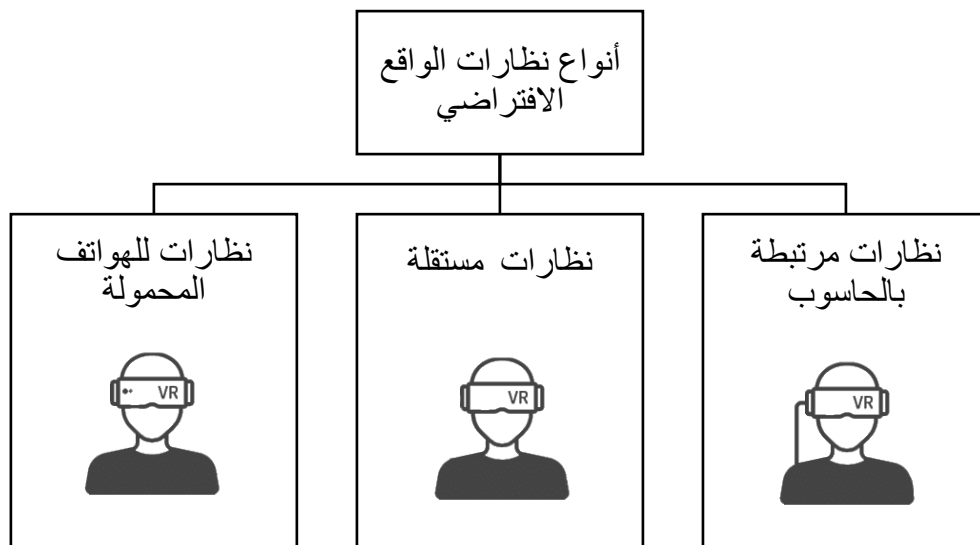 أنواع نظارات الواقع
الافتراضي
نظارات مرتبطة
بالحاسوب
VR
نظارات مستقلة
VR
نظارات للهواتف
المحمولة
VR